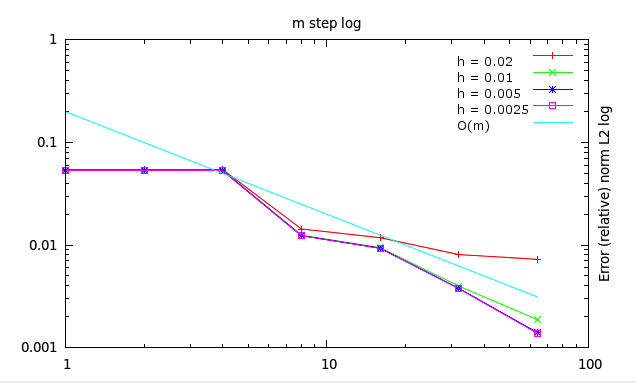 m step log
1
0.1
0.01
0.001
h = 0.02
h = 0.01
h = 0.005
h = 0.0025
O(m)
Error (relative) norm L2 log
1
10
100